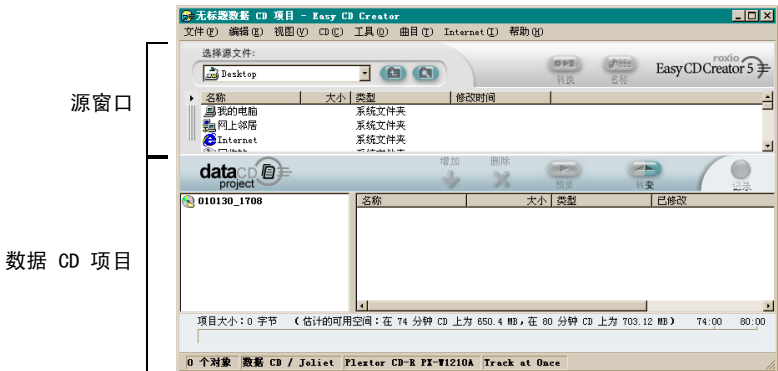 无标题数据 CD 项目 - Easy CD Creator
文件(F) 编辑(E) 视图(V) CD(C) 工具(O) 曲目(T) Internet(I) 帮助(H)
选择源文件:
Desktop
转换
名称
roxio
Easy CD Creator 5
源窗口
名称 大小 类型 修改时间
我的电脑 系统文件夹
网上邻居 系统文件夹
Internet 系统文件夹
datacD
project
增加 删除
预览 转变 记录
010130_1708
名称 大小 类型 已修改
数据 CD 项目
项目大小:0 字节 (估计的可用空间:在 74 分钟 CD 上为 650.4 MB,在 80 分钟 CD 上为 703.12 MB) 74:00 80:00
0 个对象 数据 CD / Joliet Plextor CD-R PX-W1210A Track at Once